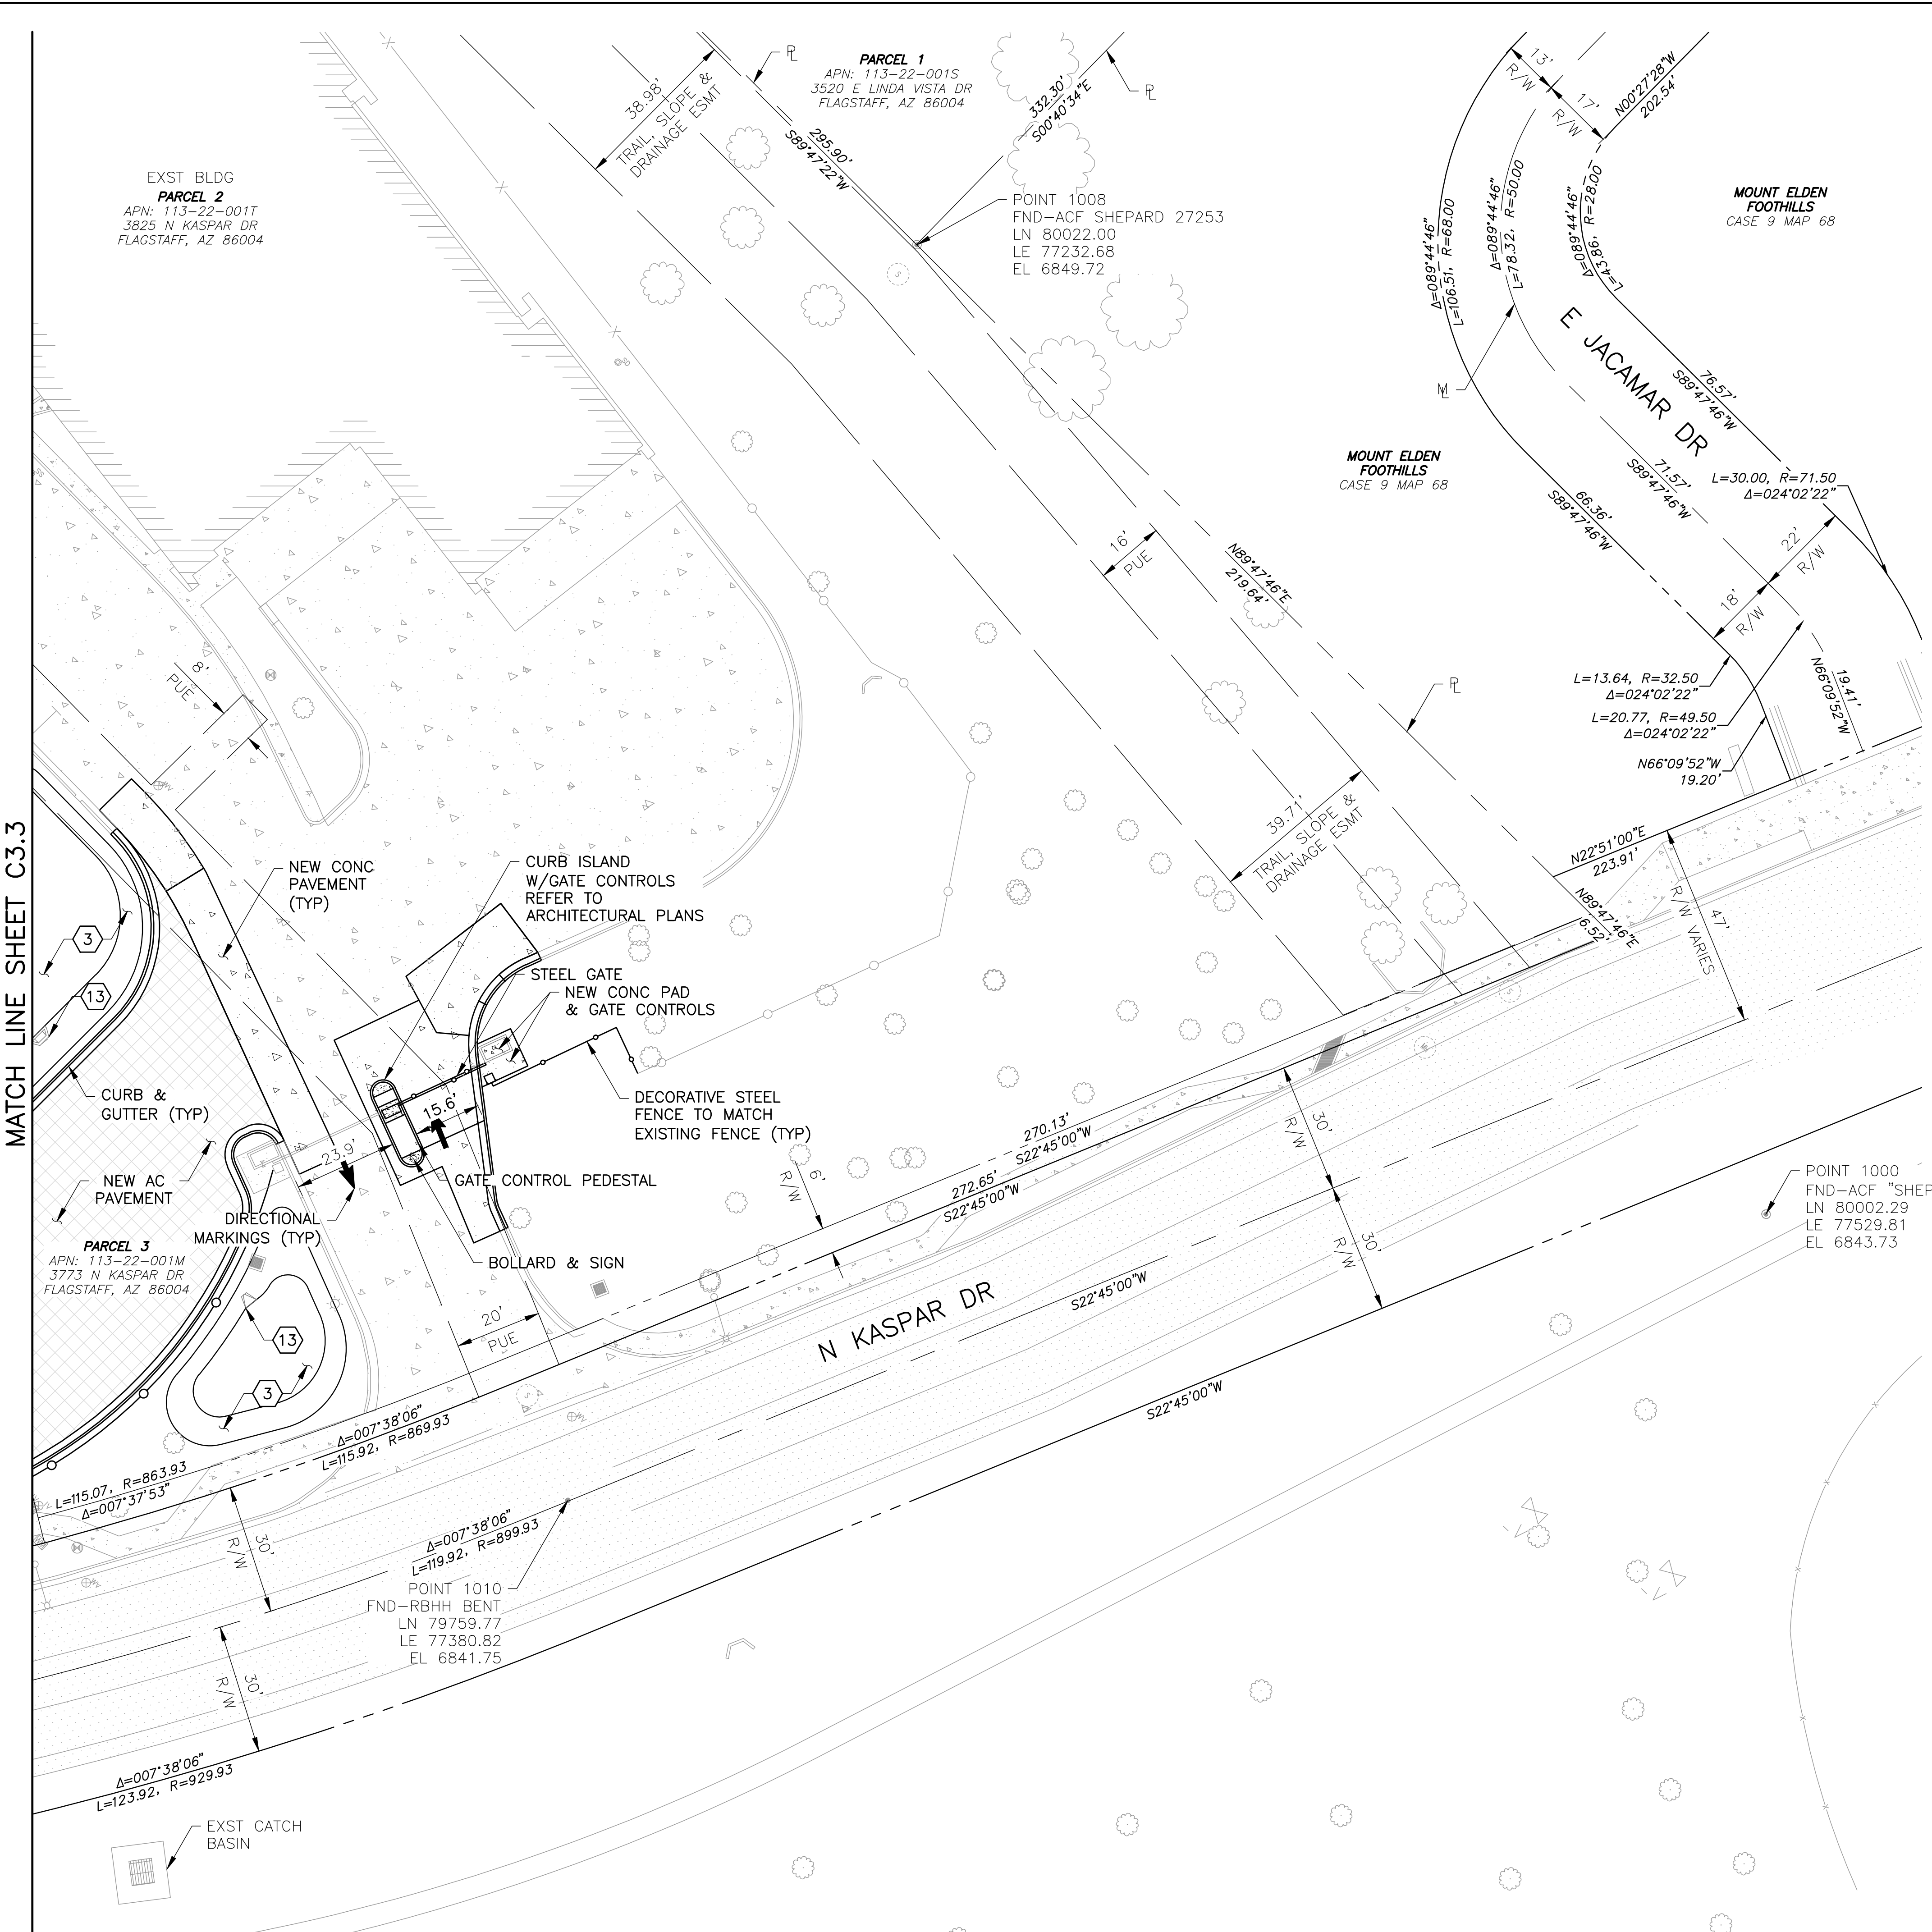 MATCH LINE SHEET C3.3
EXST BLDG
PARCEL 2
APN: 113-22-001T
3825 N KASPAR DR
FLAGSTAFF, AZ 86004
38.98'
TRAIL, SLOPE &
DRAINAGE ESMT
PL
PARCEL 1
APN: 113-22-001S
3520 E LINDA VISTA DR
FLAGSTAFF, AZ 86004
295.90'
S89°47'22"W
332.30'
S00°40'34"E
PL
POINT 1008
FND-ACF SHEPARD 27253
LN 80022.00
LE 77232.68
EL 6849.72
S
13'
R/W
17'
R/W
N00°27'28"W
202.54'
Δ=089°44'46"
L=106.51, R=68.00
Δ=089°44'46"
L=78.32, R=50.00
Δ=089°44'46"
L=43.86, R=28.00
MOUNT ELDEN
FOOTHILLS
CASE 9 MAP 68
E JACAMAR DR
ML
76.57'
S89°47'46"W
71.57'
S89°47'46"W
66.36'
S89°47'46"W
MOUNT ELDEN
FOOTHILLS
CASE 9 MAP 68
L=30.00, R=71.50
Δ=024°02'22"
22'
R/W
18'
R/W
L=13.64, R=32.50
Δ=024°02'22"
L=20.77, R=49.50
Δ=024°02'22"
N66°09'52"W
19.20'
19.41'
N66°09'52"W
16'
PUE
N89°47'46"E
219.64'
PL
8'
PUE
39.71'
TRAIL, SLOPE &
DRAINAGE ESMT
N22°51'00"E
223.91'
N89°47'46"E
6.52'
47'
R/W VARIES
NEW CONC
PAVEMENT
(TYP)
CURB ISLAND
W/GATE CONTROLS
REFER TO
ARCHITECTURAL PLANS
STEEL GATE
NEW CONC PAD
& GATE CONTROLS
3
13
CURB &
GUTTER (TYP)
15.6'
23.9'
DECORATIVE STEEL
FENCE TO MATCH
EXISTING FENCE (TYP)
GATE CONTROL PEDESTAL
NEW AC
PAVEMENT
DIRECTIONAL
MARKINGS (TYP)
BOLLARD & SIGN
PARCEL 3
APN: 113-22-001M
3773 N KASPAR DR
FLAGSTAFF, AZ 86004
13
3
20'
PUE
6'
R/W
270.13'
S22°45'00"W
272.65'
S22°45'00"W
30'
R/W
30'
R/W
S
W
POINT 1000
FND-ACF "SHEP
LN 80002.29
LE 77529.81
EL 6843.73
N KASPAR DR
S22°45'00"W
S22°45'00"W
S
Δ=007°38'06"
L=115.92, R=869.93
L=115.07, R=863.93
Δ=007°37'53"
Δ=007°38'06"
L=119.92, R=899.93
30'
R/W
30'
R/W
POINT 1010
FND-RBHH BENT
LN 79759.77
LE 77380.82
EL 6841.75
Δ=007°38'06"
L=123.92, R=929.93
EXST CATCH
BASIN